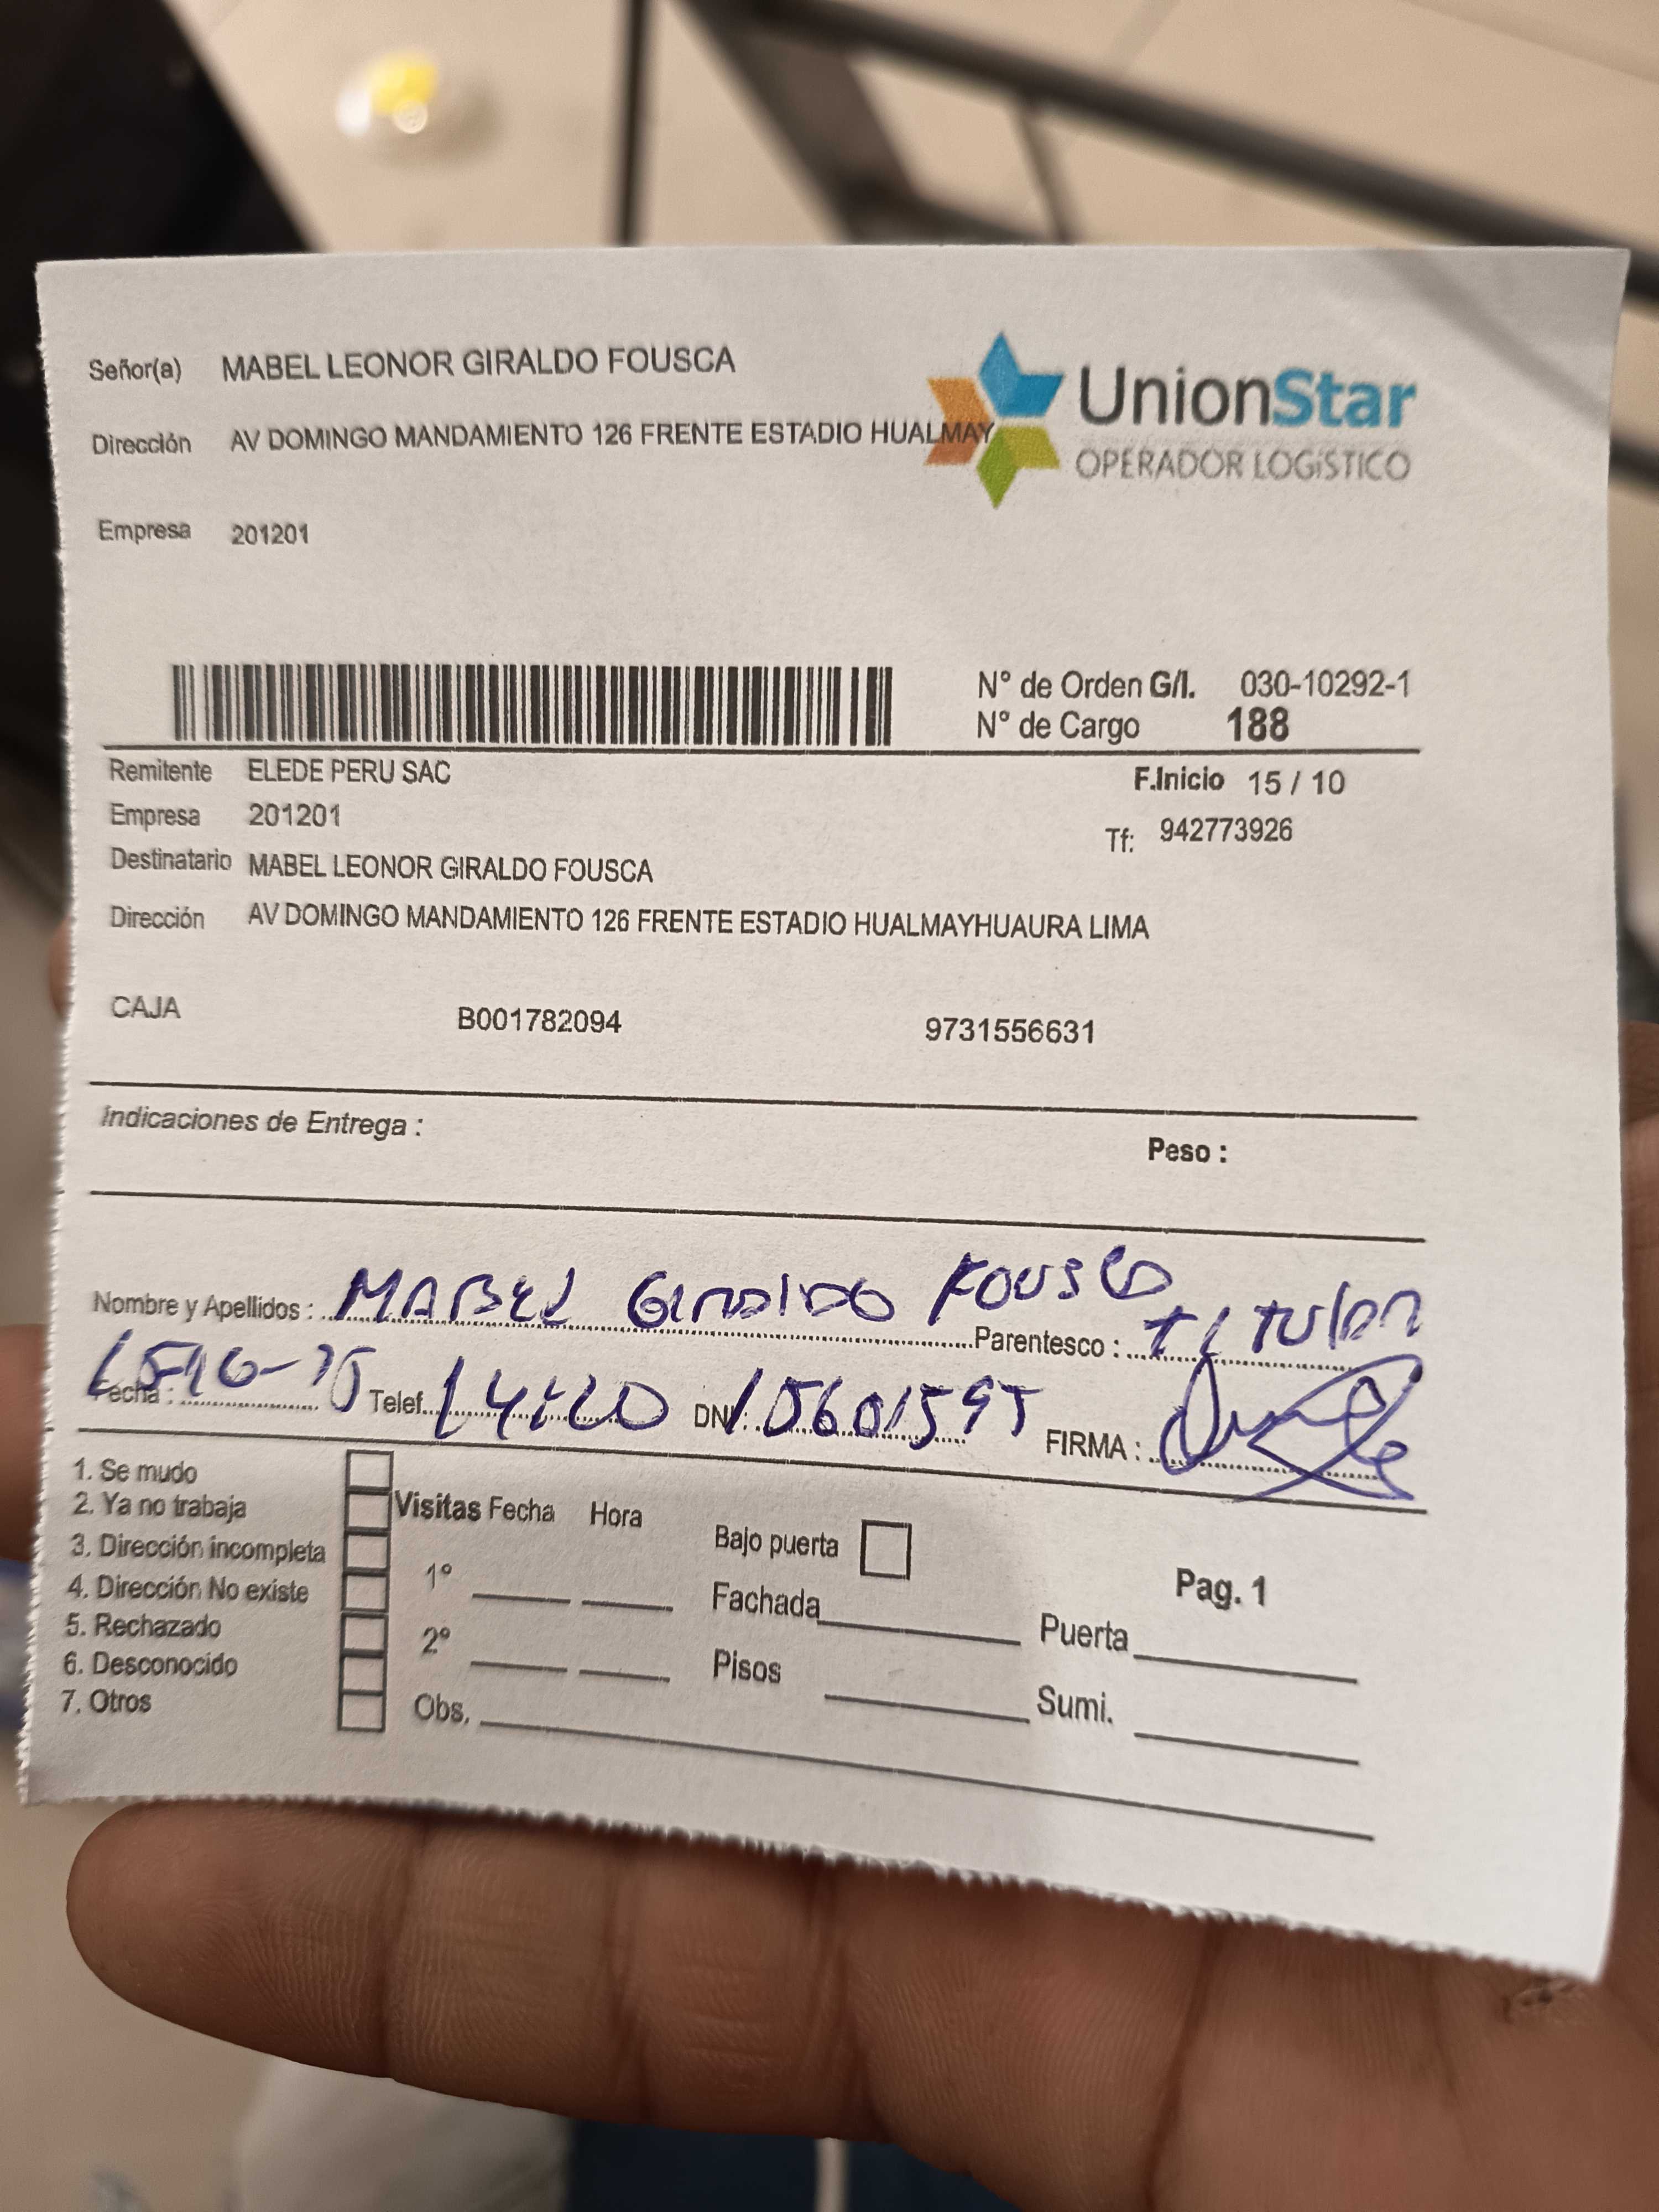 Señor(a) MABEL LEONOR GIRALDO FOUSCA
UnionStar
OPERADOR LOGÍSTICO
Dirección AV DOMINGO MANDAMIENTO 126 FRENTE ESTADIO HUALMAY
Empresa 201201
N° de Orden G/I. 030-10292-1
N° de Cargo 188
Remitente ELEDE PERU SAC F.Inicio 15 / 10
Empresa 201201 Tf: 942773926
Destinatario MABEL LEONOR GIRALDO FOUSCA
Dirección AV DOMINGO MANDAMIENTO 126 FRENTE ESTADIO HUALMAYHUAURA LIMA
CAJA B001782094 9731556631
Indicaciones de Entrega : Peso :
Nombre y Apellidos : MABEL GIRALDO FOUSCA Parentesco : TITULAR
Fecha : Telef. 14:20 DNI: 15601595 FIRMA :
1. Se mudo
2. Ya no trabaja Visitas Fecha Hora Bajo puerta
3. Dirección incompleta 1° Pag. 1
4. Dirección No existe Fachada Puerta
5. Rechazado 2°
6. Desconocido Pisos Sumi.
7. Otros Obs.